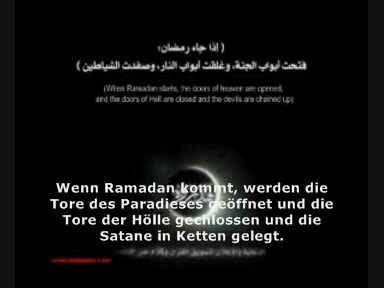 ( إذا جاء رمضان؛
فتحت أبواب الجنة، وغلقت أبواب النار، وصفدت الشياطين )
(When Ramadan starts, the doors of heaven are opened,
and the doors of Hell are closed and the devils are chained up)
Wenn Ramadan kommt, werden die
Tore des Paradieses geöffnet und die
Tore der Hölle gechlossen und die
Satane in Ketten gelegt.